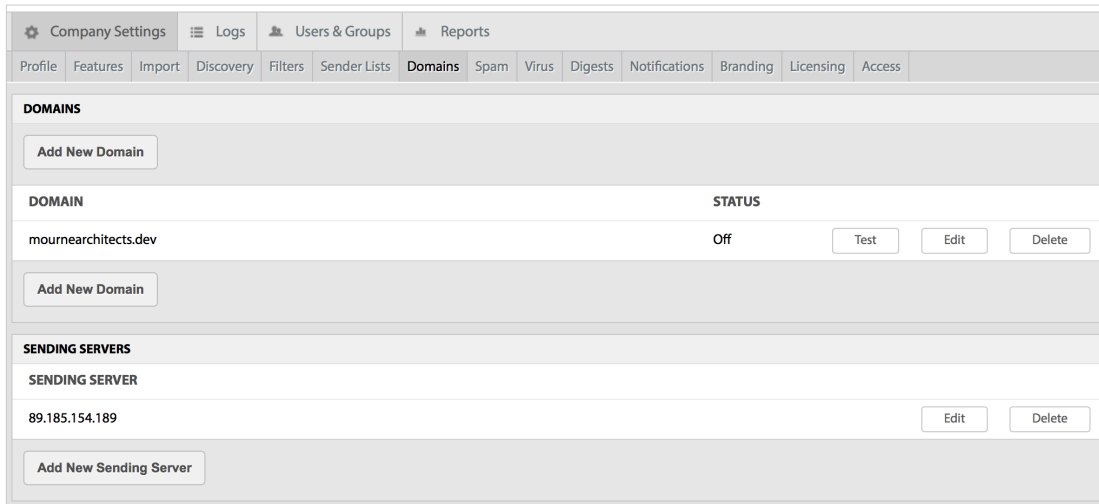 Company Settings Logs Users & Groups Reports
Profile Features Import Discovery Filters Sender Lists Domains Spam Virus Digests Notifications Branding Licensing Access
DOMAINS
Add New Domain
DOMAIN STATUS
mournearchitects.dev Off Test Edit Delete
Add New Domain
SENDING SERVERS
SENDING SERVER
89.185.154.189 Edit Delete
Add New Sending Server